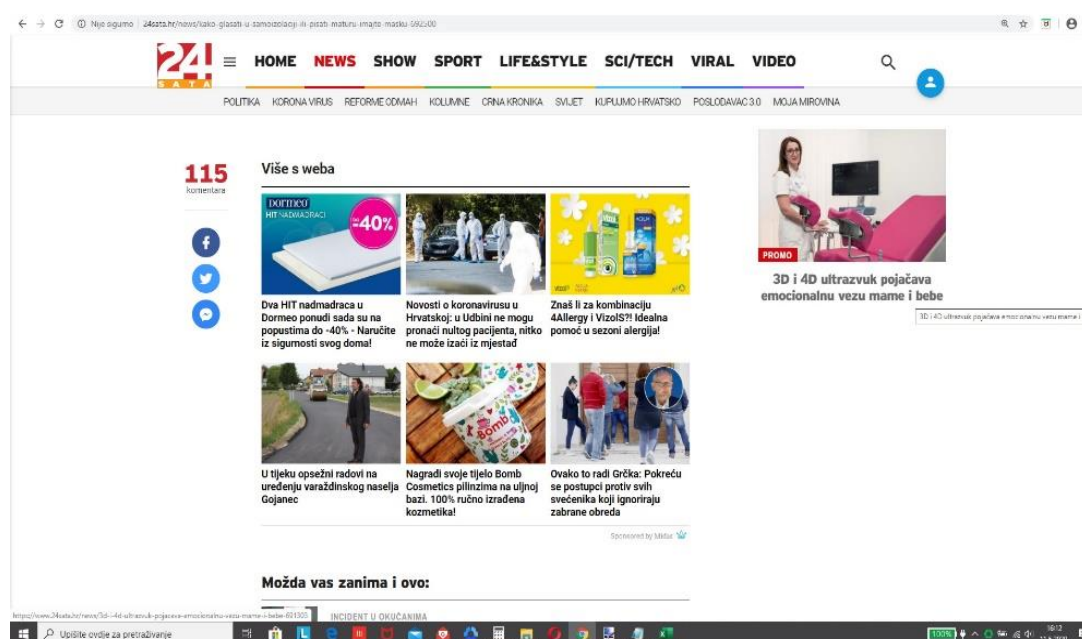 Nije sigurno | 24sata.hr/news/kako-glasati-u-samoizolaciji-ili-pisati-maturu-imajte-masku-692500
24
SATA
HOME NEWS SHOW SPORT LIFE&STYLE SCI/TECH VIRAL VIDEO
POLITIKA KORONA VIRUS REFORME ODMAH KOLUMNE CRNA KRONIKA SVIJET KUPUJMO HRVATSKO POSLODAVAC 3.0 MOJA MIROVINA
115
komentara
Više s weba
DORMEO
HIT NADMADRACI
-40%
Dva HIT nadmadraca u
Dormeo ponudi sada su na
popustima do -40% - Naručite
iz sigurnosti svog doma!
Novosti o koronavirusu u
Hrvatskoj: u Udbini ne mogu
pronaći nultog pacijenta, nitko
ne može izaći iz mjestađ
Znaš li za kombinaciju
4Allergy i VizolS?! Idealna
pomoć u sezoni alergija!
Bomb
U tijeku opsežni radovi na
uređenju varaždinskog naselja
Gojanec
Nagradi svoje tijelo Bomb
Cosmetics pilinzima na uljnoj
bazi. 100% ručno izrađena
kozmetika!
Ovako to radi Grčka: Pokreću
se postupci protiv svih
svećenika koji ignoriraju
zabrane obreda
Sponsored by Midas
PROMO
3D i 4D ultrazvuk pojačava
emocionalnu vezu mame i bebe
3D i 4D ultrazvuk pojačava emocionalnu vezu mame i
Možda vas zanima i ovo:
INCIDENT U OKUČANIMA
https://www.24sata.hr/news/3d-i-4d-ultrazvuk-pojacava-emocionalnu-vezu-mame-i-bebe-691303
Upišite ovdje za pretraživanje
100%
16:12